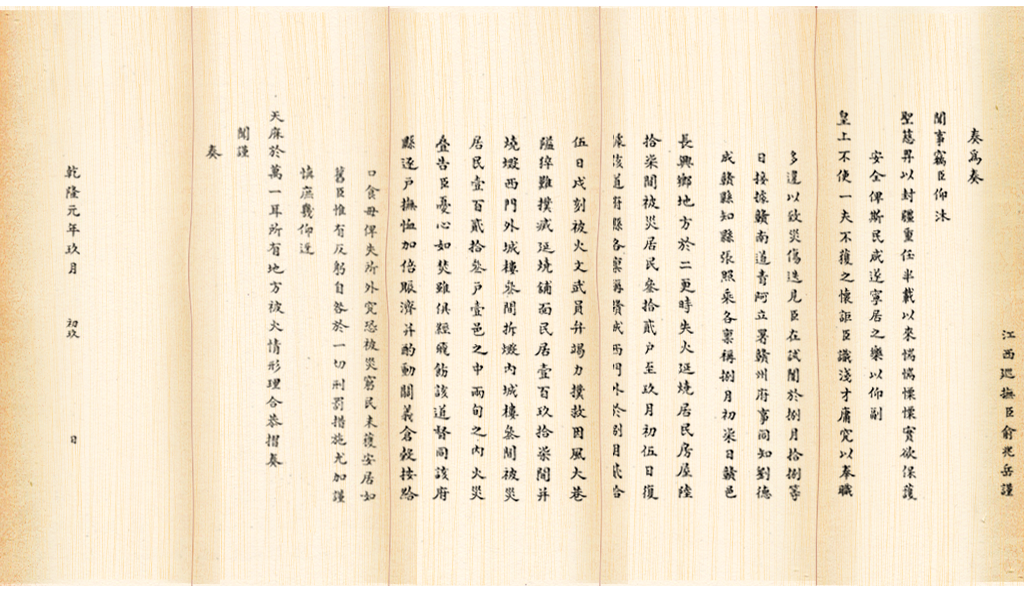 江西廵撫臣俞兆岳謹
奏爲奏
聞事竊臣仰沐
聖慈畀以封疆重任半載以來惴惴慄慄實欲保護
安全俾斯民咸遂寧居之樂以仰副
皇上不使一夫不獲之懷詎臣識淺才庸究以奉職
多違以致災傷迭見臣在試闈於捌月拾捌等
日接據贛南道青阿立署贛州府事同知劉德
成贛縣知縣張照乘各稟稱捌月初柒日贛邑
長興鄉地方於二更時失火延燒居民房屋陸
拾柒間被災居民叁拾貳户至玖月初伍日復
據該道府縣各稟稱贛城西門外於捌月貳拾
伍日戌刻被火文武員弁竭力撲救因風大巷
隘猝難撲滅延燒鋪面民居壹百玖拾柒間并
燒燬西門外城樓叁間拆燬內城樓叁間被災
居民壹百貳拾叁户壹邑之中兩旬之內火災
叠告臣憂心如焚雖俱經飛飭該道督同該府
縣逐户撫恤加倍賑濟并酌動關義倉穀按給
口食毋俾失所外究恐被災窮民未獲安居如
舊臣惟有反躬自咎於一切刑罰措施尤加謹
慎庶幾仰迓
天庥於萬一耳所有地方被火情形理合恭摺奏
聞謹
奏
乾隆元年玖月 初玖 日